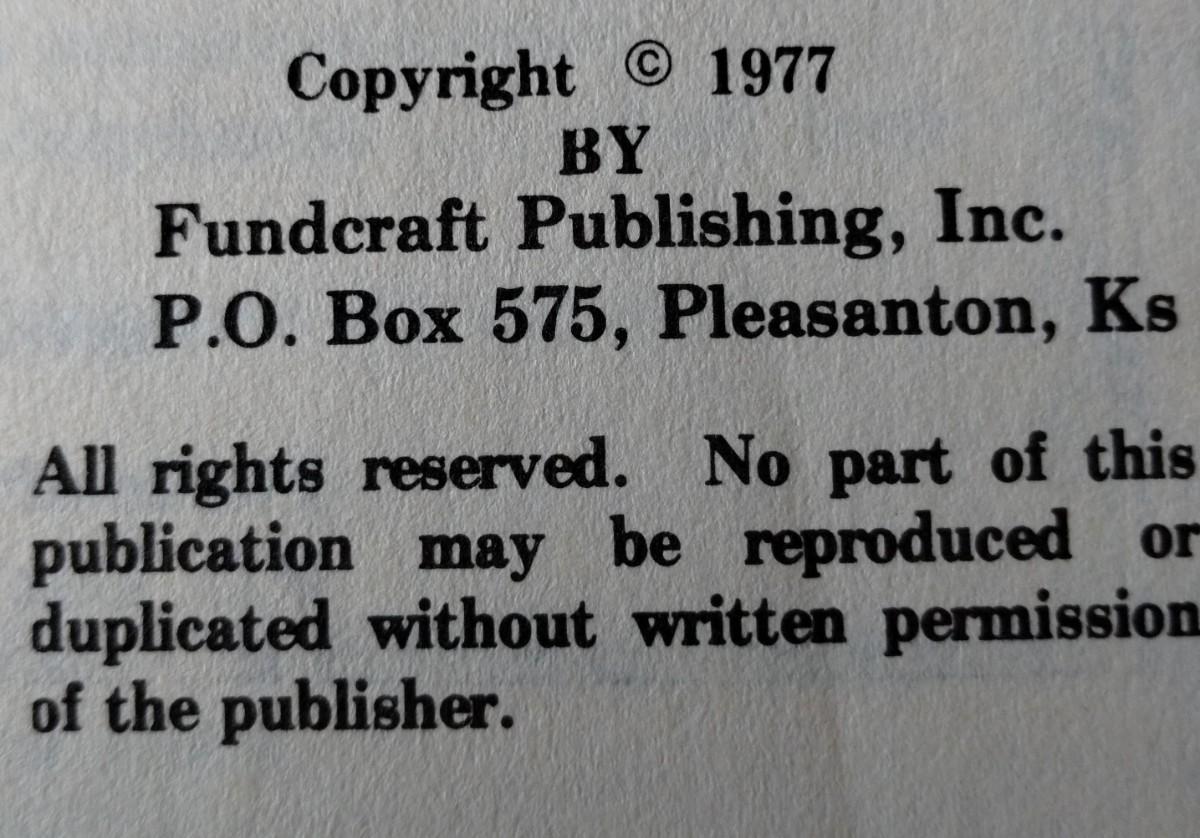 Copyright © 1977
BY
Fundcraft Publishing, Inc.
P.O. Box 575, Pleasanton, Ks
All rights reserved. No part of this
publication may be reproduced or
duplicated without written permission
of the publisher.